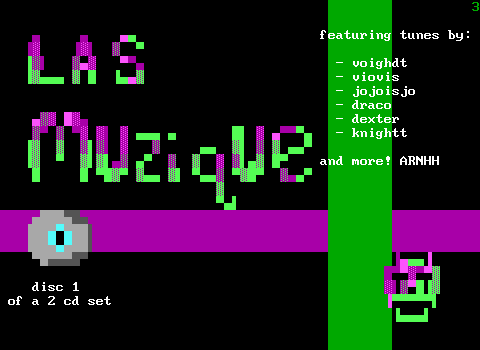 3
featuring tunes by:
LAS
- voighdt
- viovis
- jojoisjo
- draco
- dexter
- knightt
MUziqUE
and more! ARNHH
disc 1
of a 2 cd set